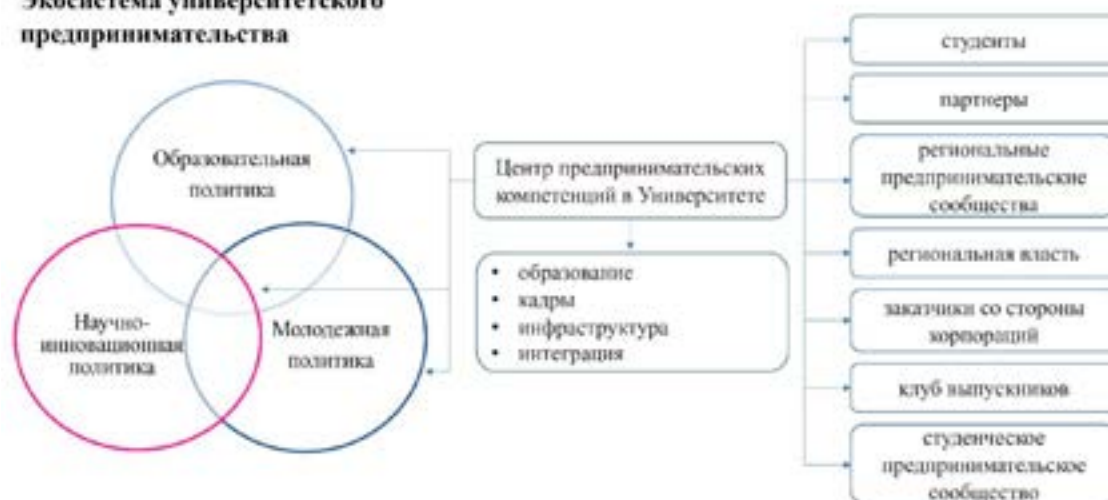 Экосистема университетского
предпринимательства
Образовательная
политика
Научно-
инновационная
политика
Молодежная
политика
Центр предпринимательских
компетенций в Университете
• образование
• кадры
• инфраструктура
• интеграция
студенты
партнеры
региональные
предпринимательские
сообщества
региональная власть
заказчики со стороны
корпораций
клуб выпускников
студенческое
предпринимательское
сообщество